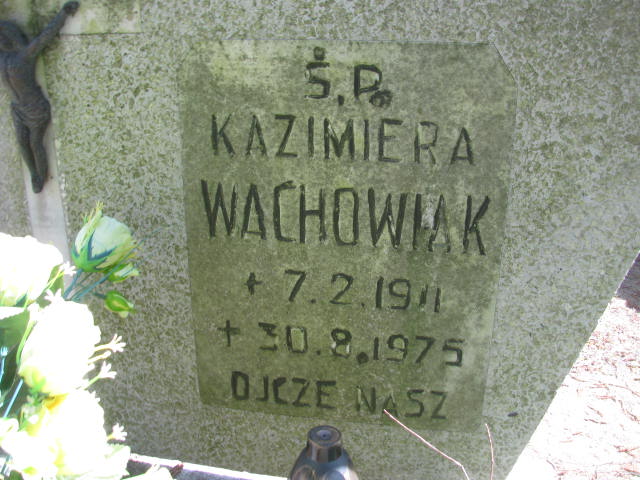 Ś.P.
KAZIMIERA
WACHOWIAK
+ 7.2.1911
+ 30.8.1975
OJCZE NASZ